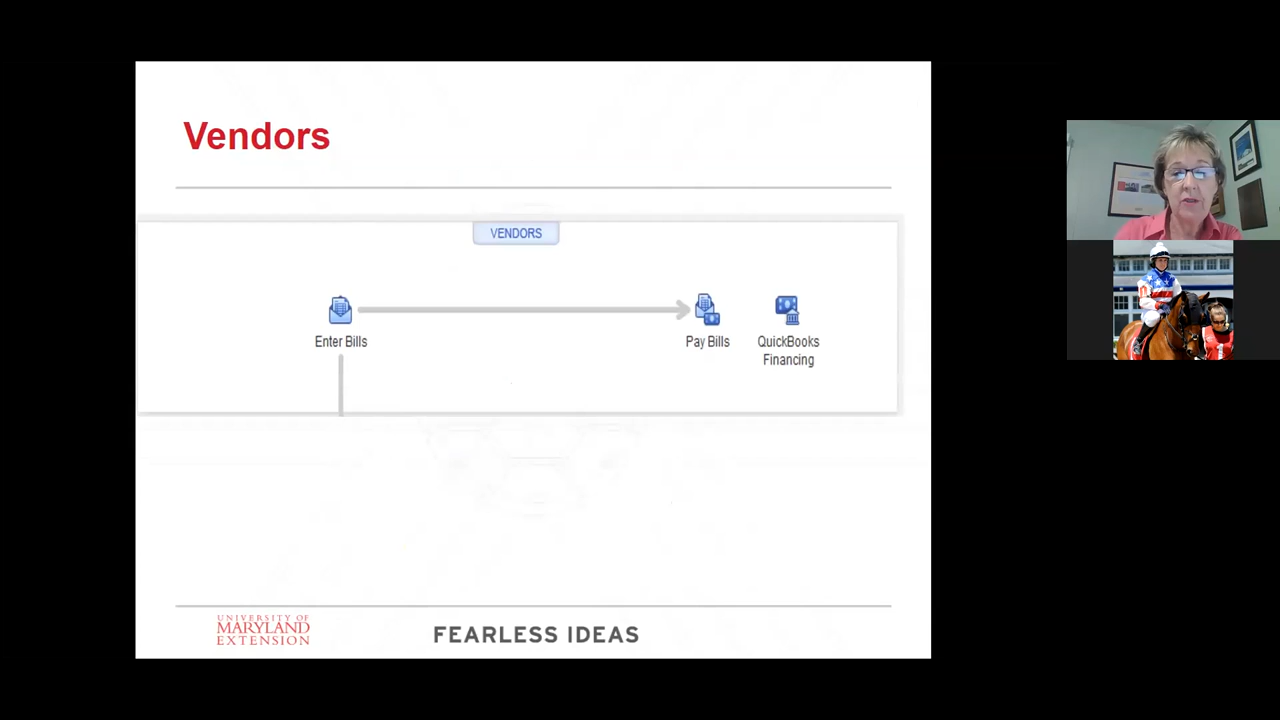 Vendors
VENDORS
Enter Bills
Pay Bills
QuickBooks
Financing
UNIVERSITY OF
MARYLAND
EXTENSION
FEARLESS IDEAS